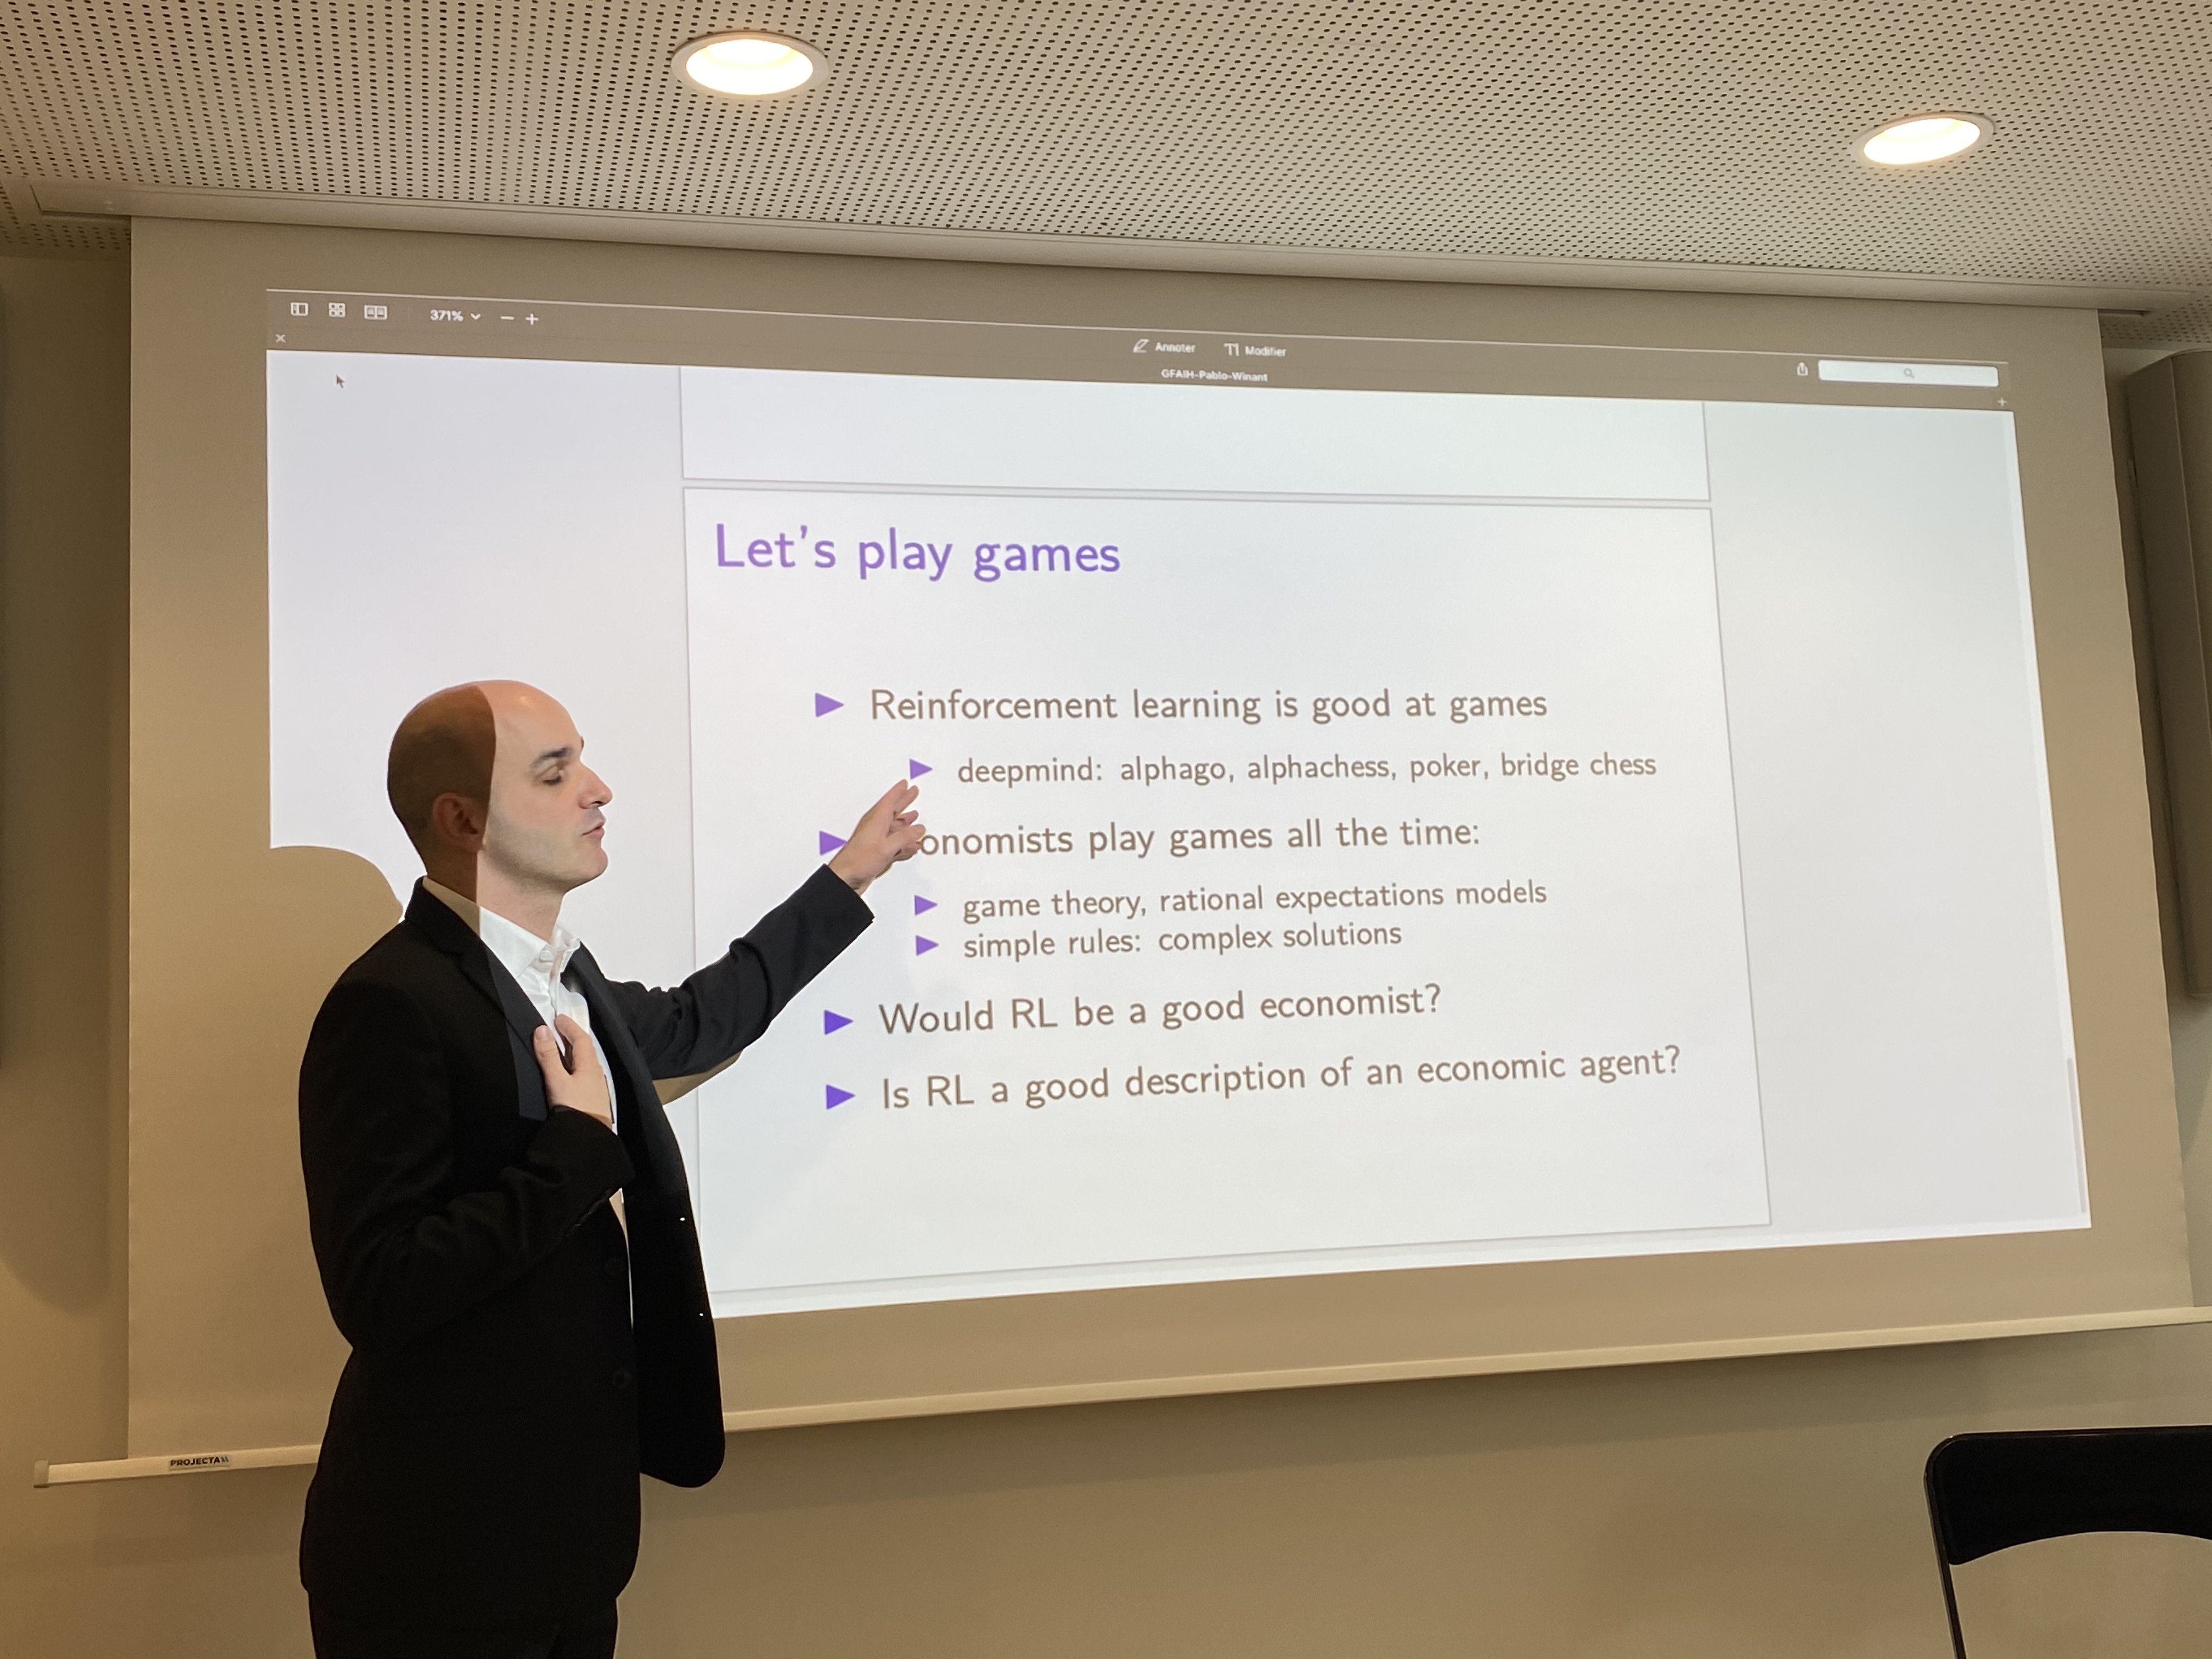 371%
Annoter
Modifier
GFAIH-Pablo-Winant
Let's play games
Reinforcement learning is good at games
deepmind: alphago, alphachess, poker, bridge chess
onomists play games all the time:
game theory, rational expectations models
simple rules: complex solutions
Would RL be a good economist?
Is RL a good description of an economic agent?
PROJECTA